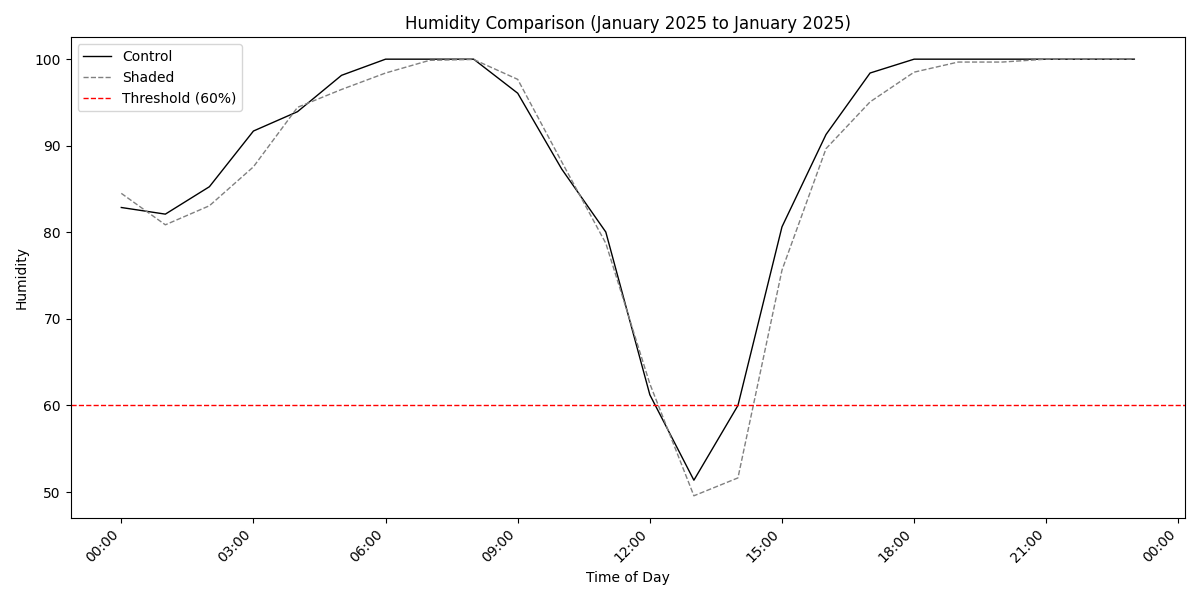 Humidity Comparison (January 2025 to January 2025)
Control
Shaded
Threshold (60%)
100
90
80
70
60
50
Humidity
00:00
03:00
06:00
09:00
12:00
15:00
18:00
21:00
00:00
Time of Day